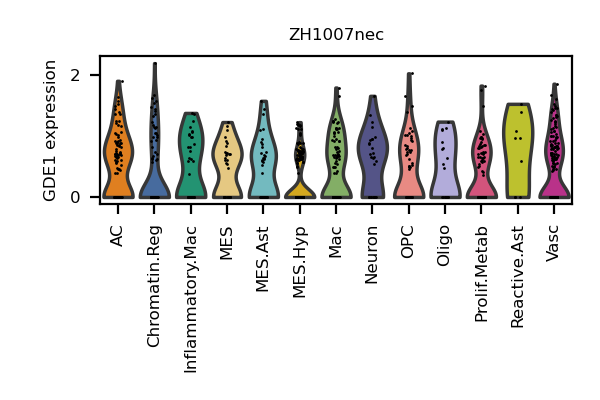 ZH1007nec
GDE1 expression
2
0
AC
Chromatin.Reg
Inflammatory.Mac
MES
MES.Ast
MES.Hyp
Mac
Neuron
OPC
Oligo
Prolif.Metab
Reactive.Ast
Vasc